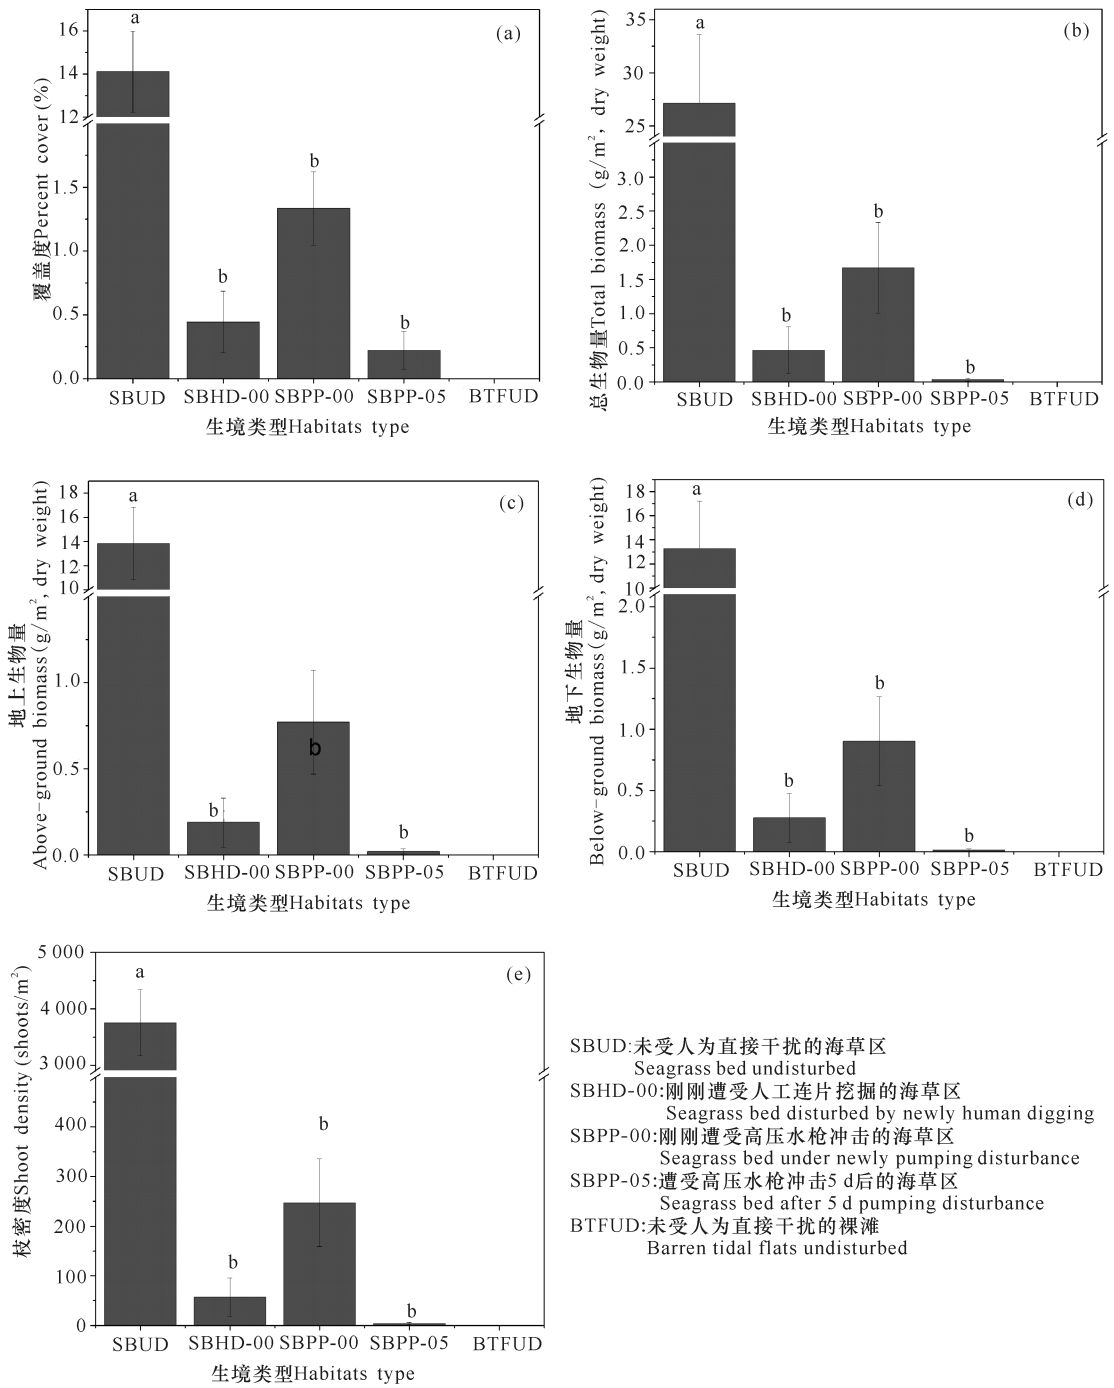 (a)
覆盖度Percent cover(%)
16
14
12
1.5
1.0
0.5
0.0
a
b
b
b
SBUD SBHD-00 SBPP-00 SBPP-05 BTFUD
生境类型Habitats type
(b)
总生物量Total biomass (g/m², dry weight)
35
30
25
3.0
2.5
2.0
1.5
1.0
0.5
0.0
a
b
b
b
SBUD SBHD-00 SBPP-00 SBPP-05 BTFUD
生境类型Habitats type
(c)
地上生物量
Above-ground biomass(g/m², dry weight)
18
16
14
12
10
1.0
0.5
0.0
a
b
b
b
SBUD SBHD-00 SBPP-00 SBPP-05 BTFUD
生境类型Habitats type
(d)
地下生物量
Below-ground biomass(g/m², dry weight)
18
16
14
13
12
10
2.0
1.5
1.0
0.5
0.0
a
b
b
b
SBUD SBHD-00 SBPP-00 SBPP-05 BTFUD
生境类型Habitats type
(e)
枝密度Shoot density(shoots/m²)
5 000
4 000
3 000
400
300
200
100
0
a
b
b
b
SBUD SBHD-00 SBPP-00 SBPP-05 BTFUD
生境类型Habitats type
SBUD:未受人为直接干扰的海草区
Seagrass bed undisturbed
SBHD-00:刚刚遭受人工连片挖掘的海草区
Seagrass bed disturbed by newly human digging
SBPP-00:刚刚遭受高压水枪冲击的海草区
Seagrass bed under newly pumping disturbance
SBPP-05:遭受高压水枪冲击5 d后的海草区
Seagrass bed after 5 d pumping disturbance
BTFUD:未受人为直接干扰的裸滩
Barren tidal flats undisturbed